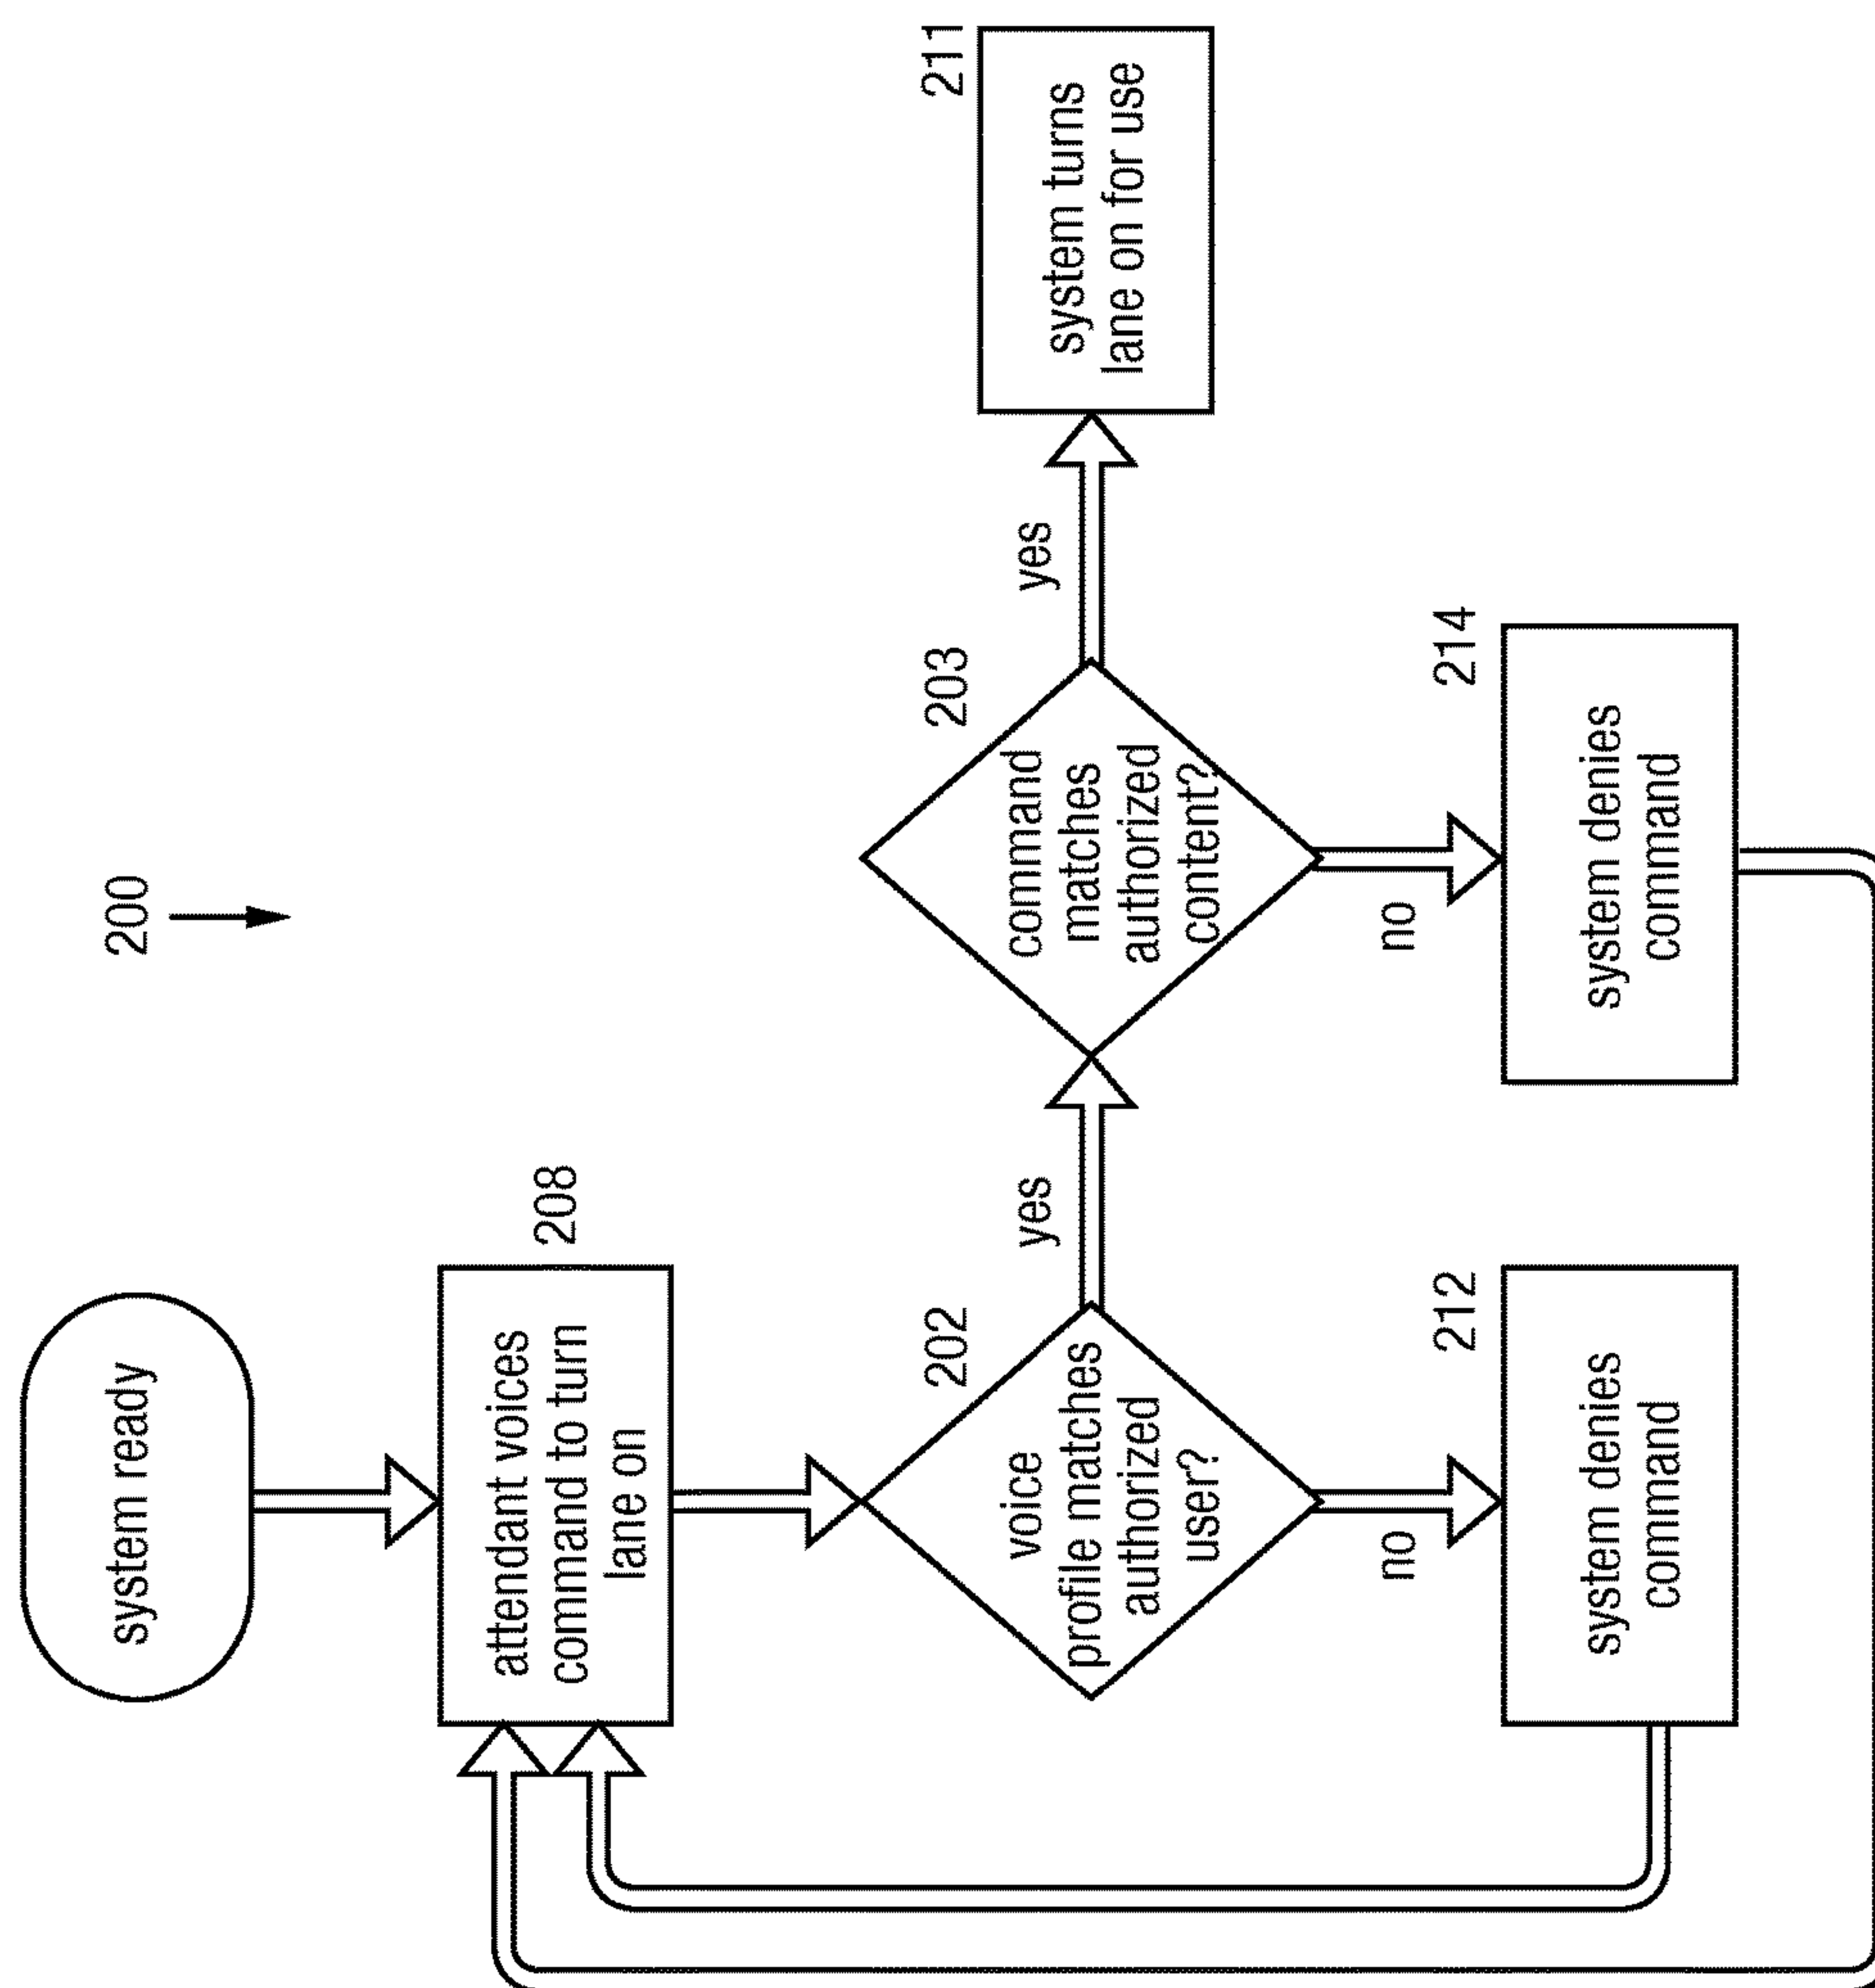 200
system ready
208
attendant voices
command to turn
lane on
202
voice
profile matches
authorized
user?
yes
no
212
system denies
command
203
command
matches
authorized
content?
yes
no
214
system denies
command
211
system turns
lane on for use